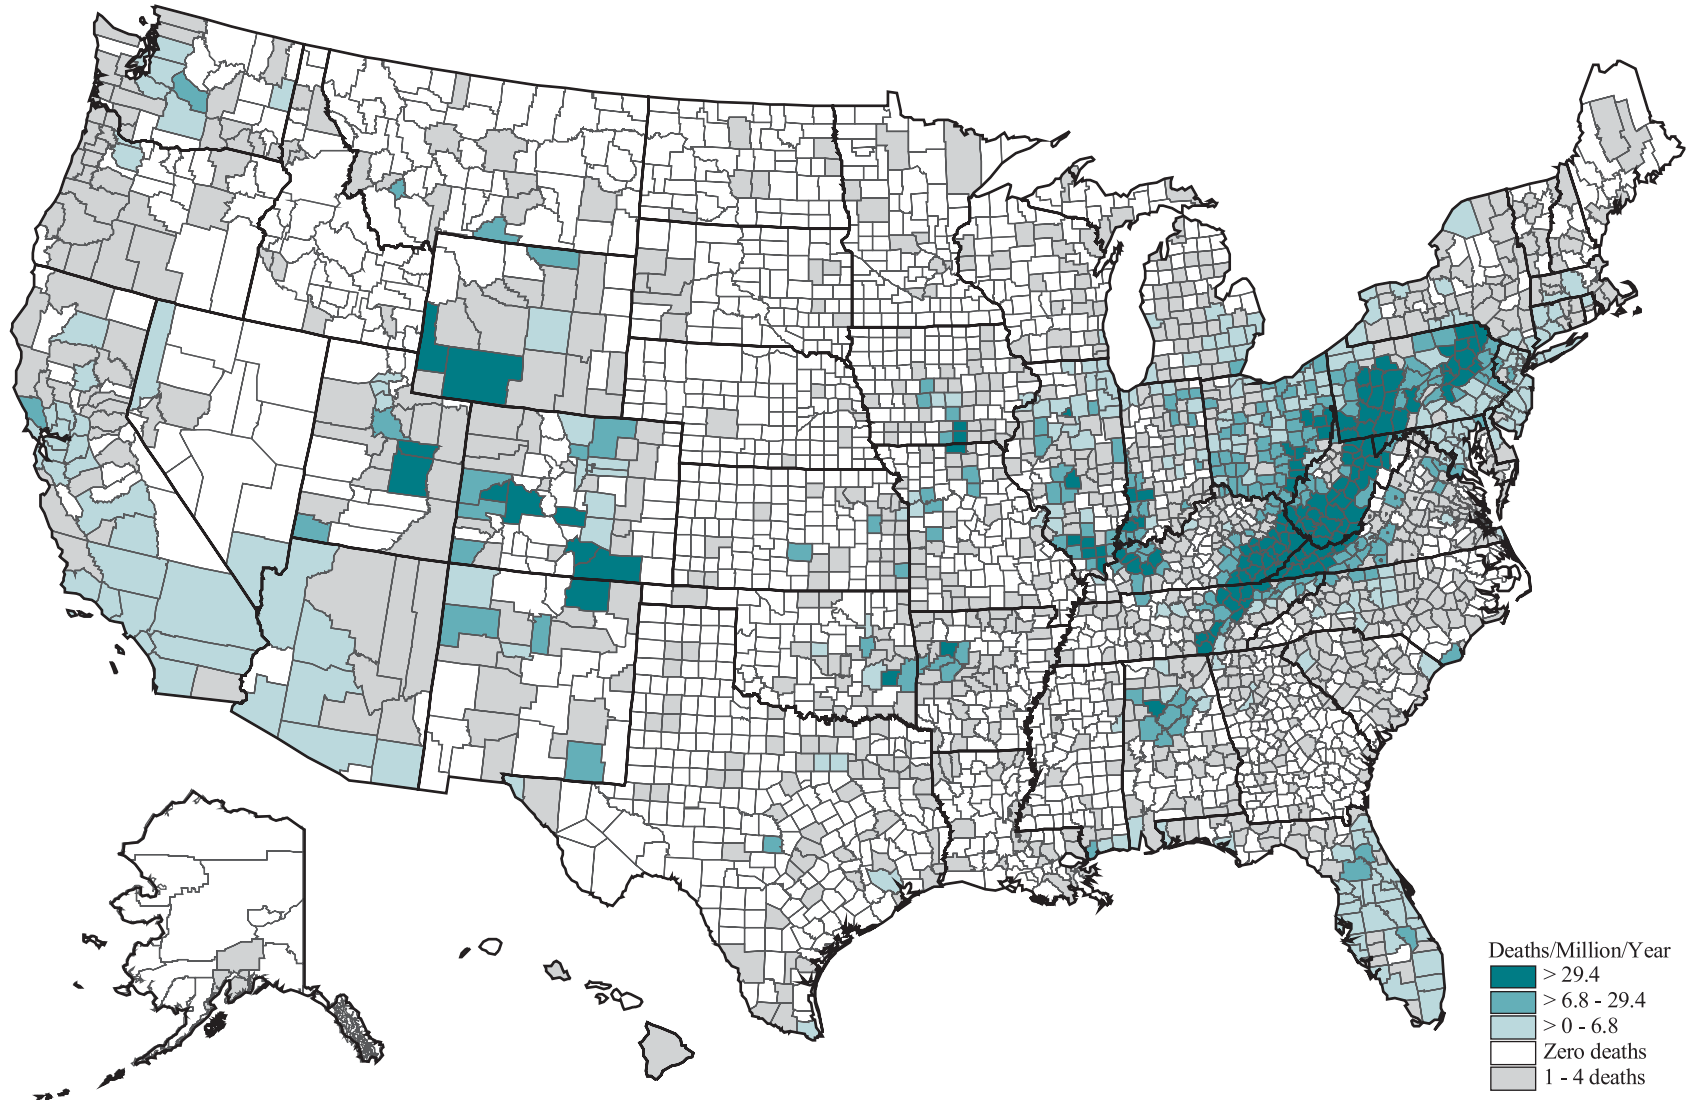 Deaths/Million/Year
> 29.4
> 6.8 - 29.4
> 0 - 6.8
Zero deaths
1 - 4 deaths